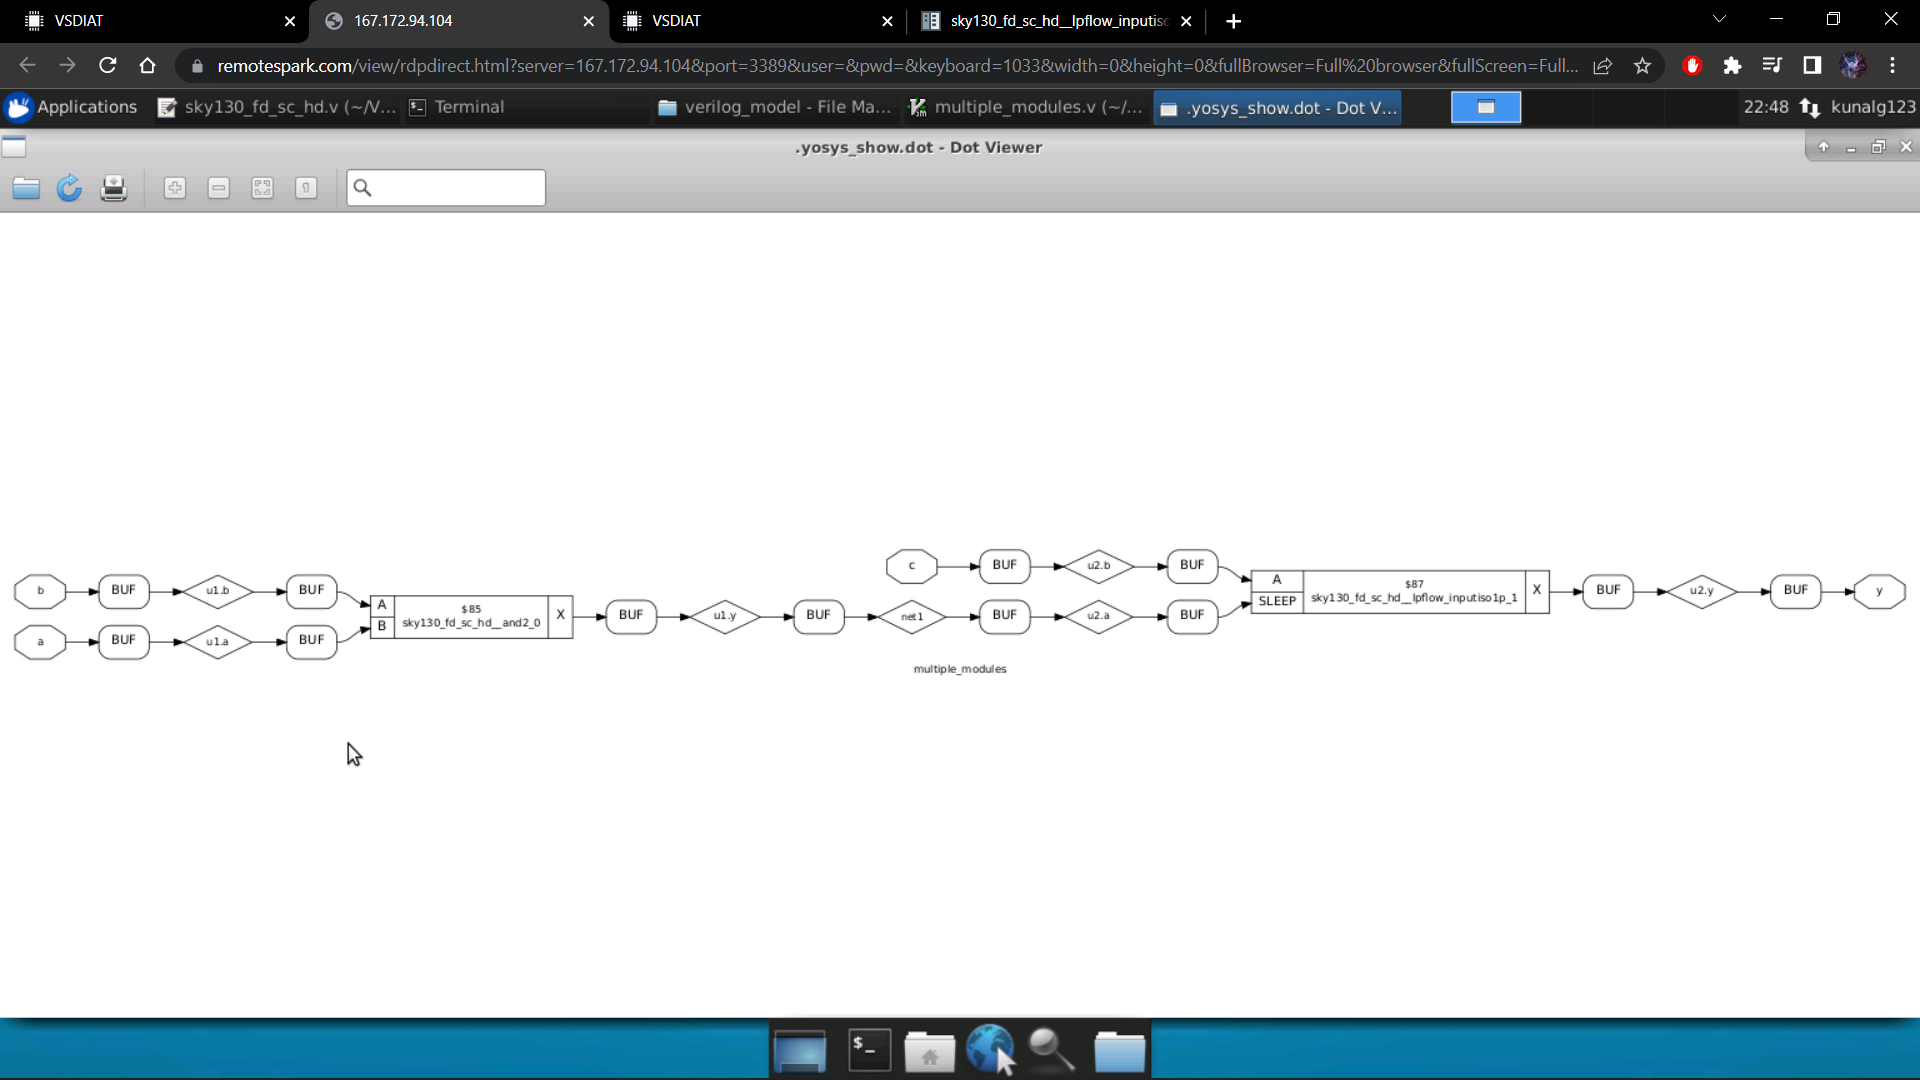 VSDIAT
167.172.94.104
VSDIAT
sky130_fd_sc_hd__lpflow_inputiso
remotespark.com/view/rdpdirect.html?server=167.172.94.104&port=3389&user=&pwd=&keyboard=1033&width=0&height=0&fullBrowser=Full%20browser&fullScreen=Full...
Applications
sky130_fd_sc_hd.v (~/V...
Terminal
verilog_model - File Ma...
multiple_modules.v (~/...
.yosys_show.dot - Dot V...
22:48
kunalg123
.yosys_show.dot - Dot Viewer
c
BUF
u2.b
BUF
b
BUF
u1.b
BUF
A
B
$85
sky130_fd_sc_hd__and2_0
X
BUF
u1.y
BUF
net1
BUF
u2.a
BUF
A
SLEEP
$87
sky130_fd_sc_hd__lpflow_inputiso1p_1
X
BUF
u2.y
BUF
y
a
BUF
u1.a
BUF
multiple_modules
$_